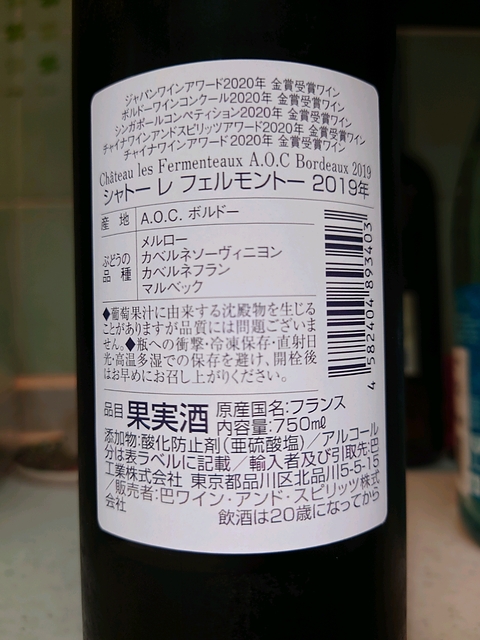 ジャパンワインアワード2020年 金賞受賞ワイン
ボルドーワインコンクール2020年 金賞受賞ワイン
シンガポールコンペティション2020年 金賞受賞ワイン
チャイナワインアンドスピリッツアワード2020年 金賞受賞ワイン
チャイナワインアワード2020年 金賞受賞ワイン
Château les Fermenteaux A.O.C Bordeaux 2019
シャトー レ フェルモントー 2019年
産地 A.O.C. ボルドー
ぶどうの品種
メルロー
カベルネソーヴィニヨン
カベルネフラン
マルベック
◆葡萄果汁に由来する沈殿物を生じる
ことがありますが品質には問題ございま
せん。◆瓶への衝撃・冷凍保存・直射日
光・高温多湿での保存を避け、開栓後
はお早めにお召し上がりください。
4 582404 893403
品目 果実酒 原産国名:フランス
内容量:750mℓ
添加物:酸化防止剤(亜硫酸塩)/アルコール
分は表ラベルに記載/輸入者及び引取先:巴
工業株式会社 東京都品川区北品川5-5-15
/販売者:巴ワイン・アンド・スピリッツ株式
会社
飲酒は20歳になってから